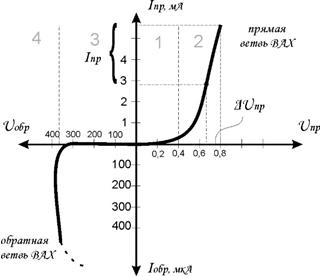 Iпр, мА
4
3
1
2
прямая
ветвь ВАХ
Iпр
4
3
2
1
Uобр
ΔUпр
Uпр
400 300 200 100
0,2 0,4 0,6 0,8
100
200
300
400
обратная
ветвь ВАХ
Iобр, мкА